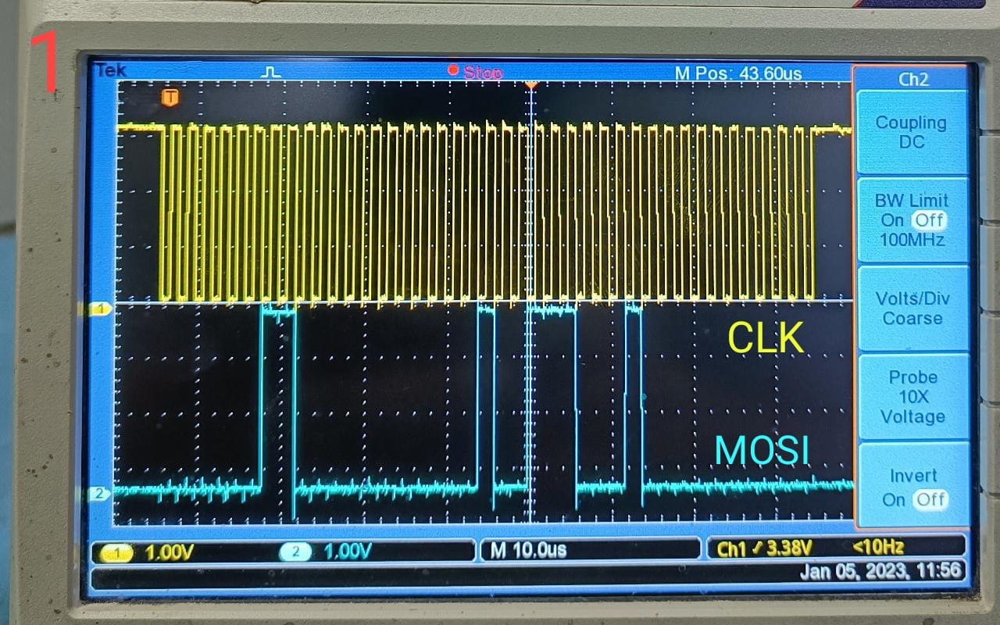 1
Tek
Stop
M Pos: 43.60us
Ch2
T
Coupling
DC
BW Limit
On Off
100MHz
1
Volts/Div
Coarse
CLK
Probe
10X
Voltage
MOSI
2
Invert
On Off
1 1.00V 2 1.00V M 10.0us Ch1 / 3.38V <10Hz
Jan 05, 2023, 11:56